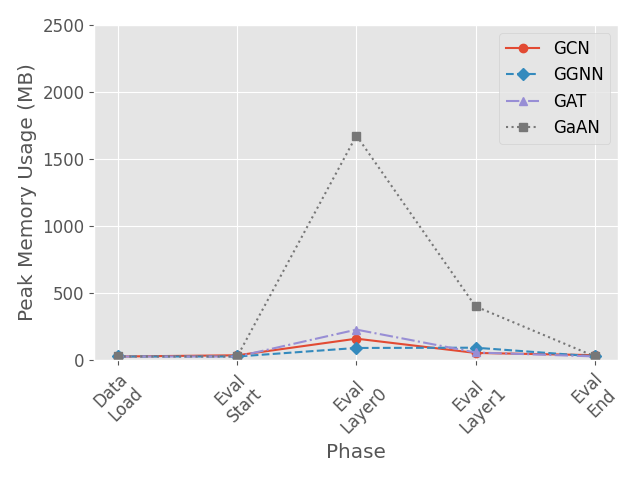 2500
2000
1500
1000
500
0
Peak Memory Usage (MB)
GCN
GGNN
GAT
GaAN
Data
Load
Eval
Start
Eval
Layer0
Eval
Layer1
Eval
End
Phase